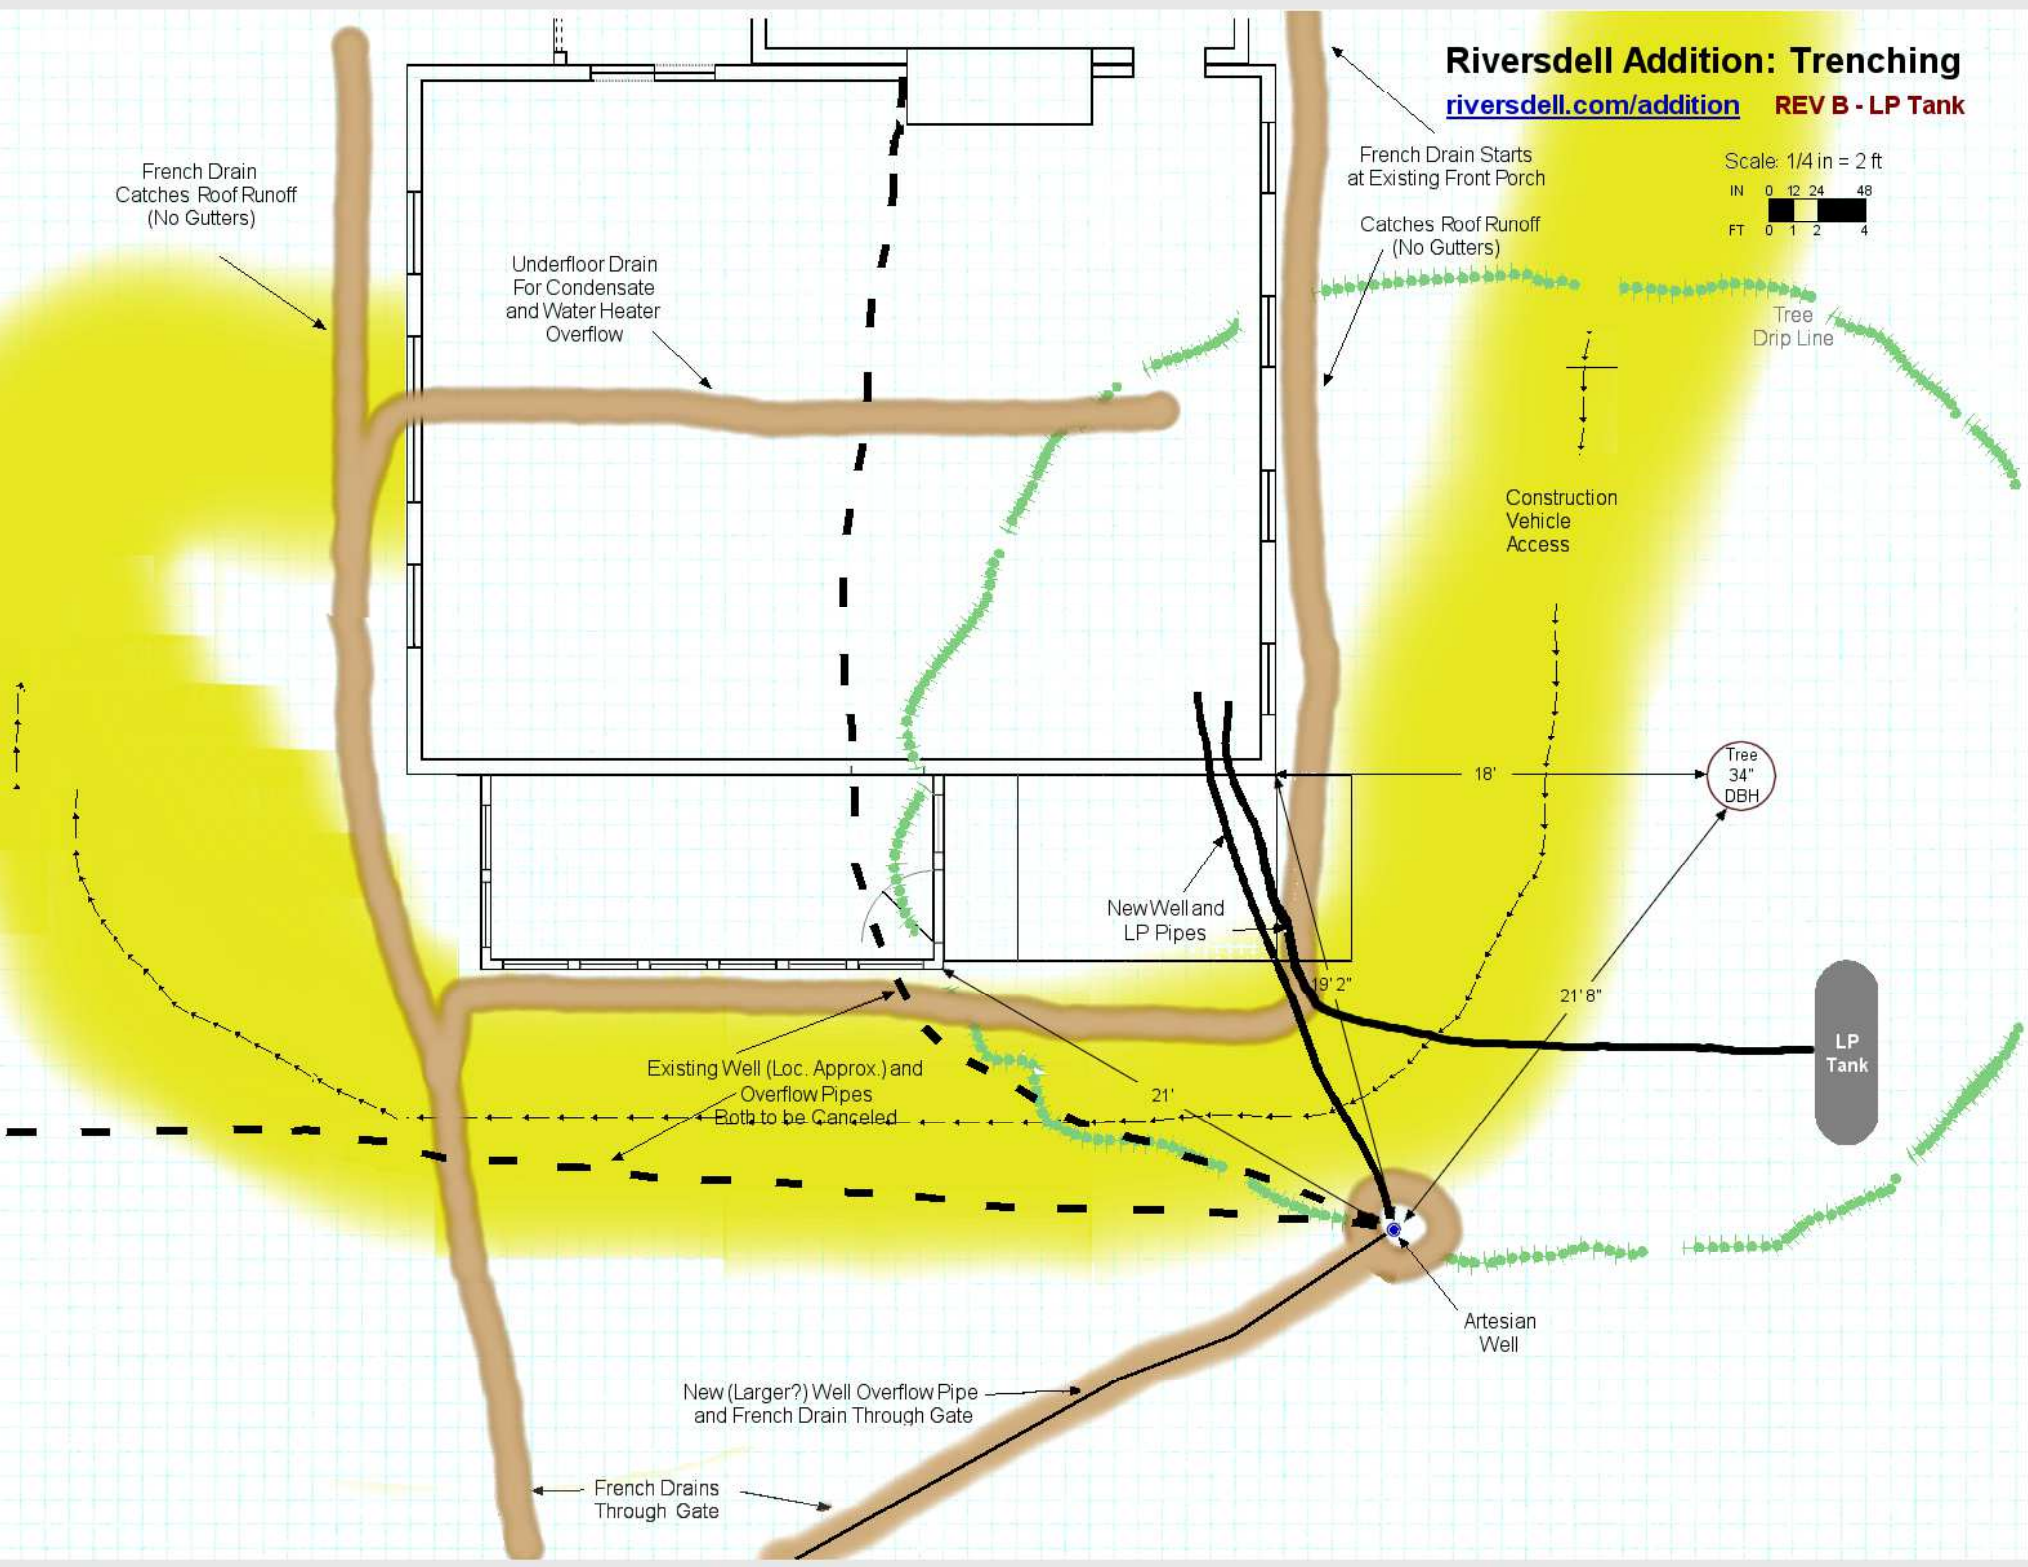 Riversdell Addition: Trenching
riversdell.com/addition REV B - LP Tank
Scale: 1/4 in = 2 ft
IN 0 12 24 48
FT 0 1 2 4
French Drain Starts
at Existing Front Porch
Catches Roof Runoff
(No Gutters)
French Drain
Catches Roof Runoff
(No Gutters)
Underfloor Drain
For Condensate
and Water Heater
Overflow
Tree
Drip Line
Construction
Vehicle
Access
18'
Tree
34"
DBH
New Well and
LP Pipes
19' 2"
21' 8"
LP
Tank
Existing Well (Loc. Approx.) and
Overflow Pipes
Both to be Canceled
21'
Artesian
Well
New (Larger?) Well Overflow Pipe
and French Drain Through Gate
French Drains
Through Gate